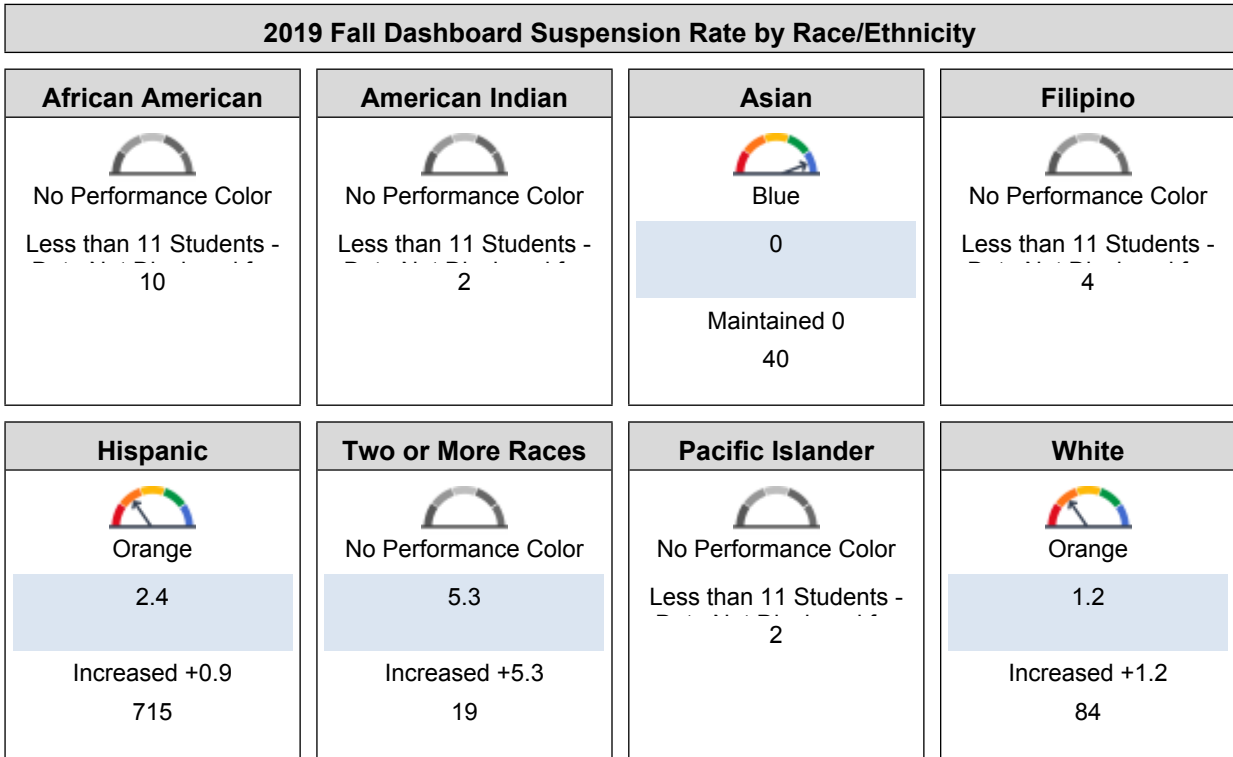 2019 Fall Dashboard Suspension Rate by Race/Ethnicity
African American
No Performance Color
Less than 11 Students -
10
American Indian
No Performance Color
Less than 11 Students -
2
Asian
Blue
0
Maintained 0
40
Filipino
No Performance Color
Less than 11 Students -
4
Hispanic
Orange
2.4
Increased +0.9
715
Two or More Races
No Performance Color
5.3
Increased +5.3
19
Pacific Islander
No Performance Color
Less than 11 Students -
2
White
Orange
1.2
Increased +1.2
84